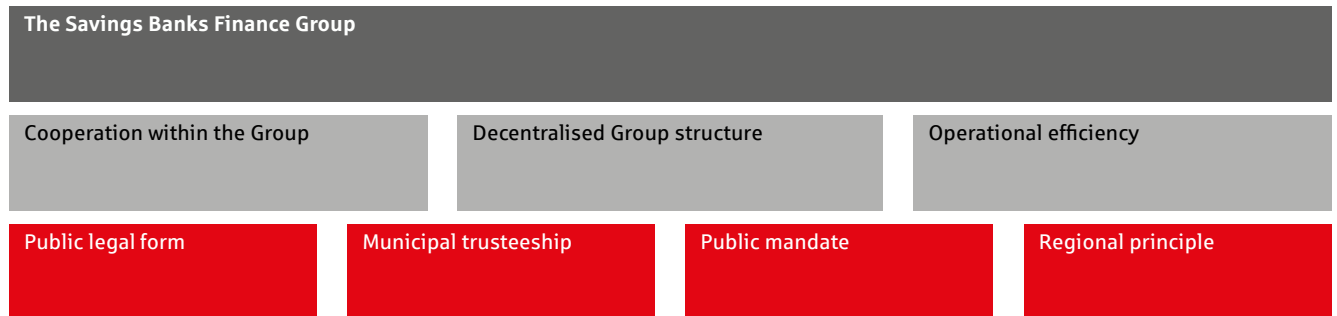 The Savings Banks Finance Group
Cooperation within the Group
Decentralised Group structure
Operational efficiency
Public legal form
Municipal trusteeship
Public mandate
Regional principle